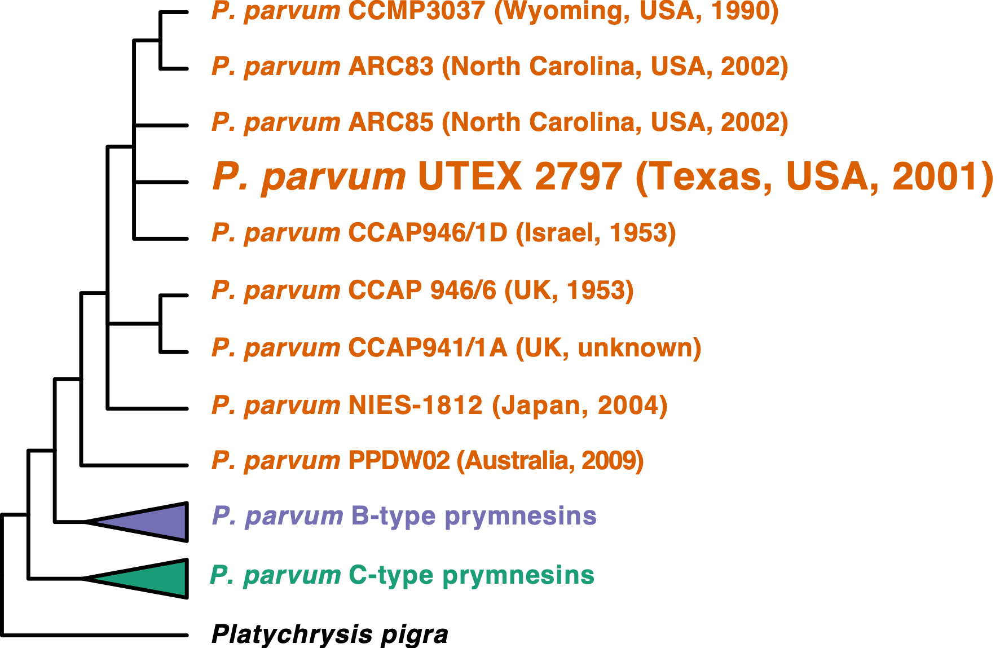 P. parvum CCMP3037 (Wyoming, USA, 1990)
P. parvum ARC83 (North Carolina, USA, 2002)
P. parvum ARC85 (North Carolina, USA, 2002)
P. parvum UTEX 2797 (Texas, USA, 2001)
P. parvum CCAP946/1D (Israel, 1953)
P. parvum CCAP 946/6 (UK, 1953)
P. parvum CCAP941/1A (UK, unknown)
P. parvum NIES-1812 (Japan, 2004)
P. parvum PPDW02 (Australia, 2009)
P. parvum B-type prymnesins
P. parvum C-type prymnesins
Platychrysis pigra